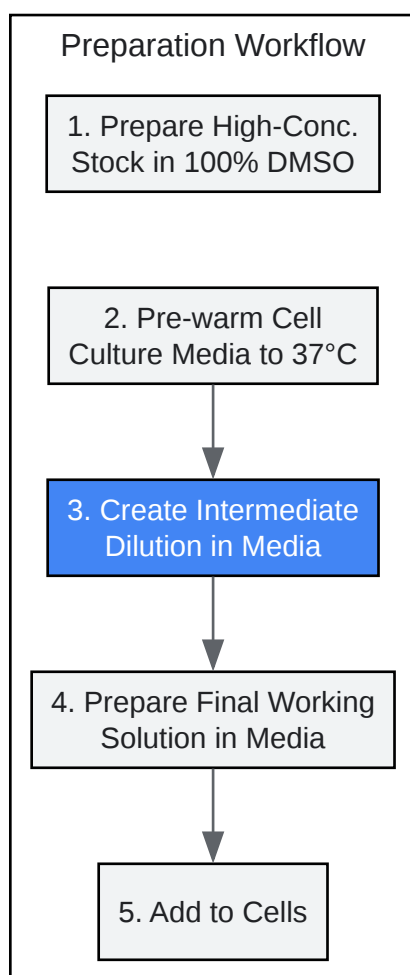 Preparation Workflow
1. Prepare High-Conc.
Stock in 100% DMSO
2. Pre-warm Cell
Culture Media to 37°C
3. Create Intermediate
Dilution in Media
4. Prepare Final Working
Solution in Media
5. Add to Cells